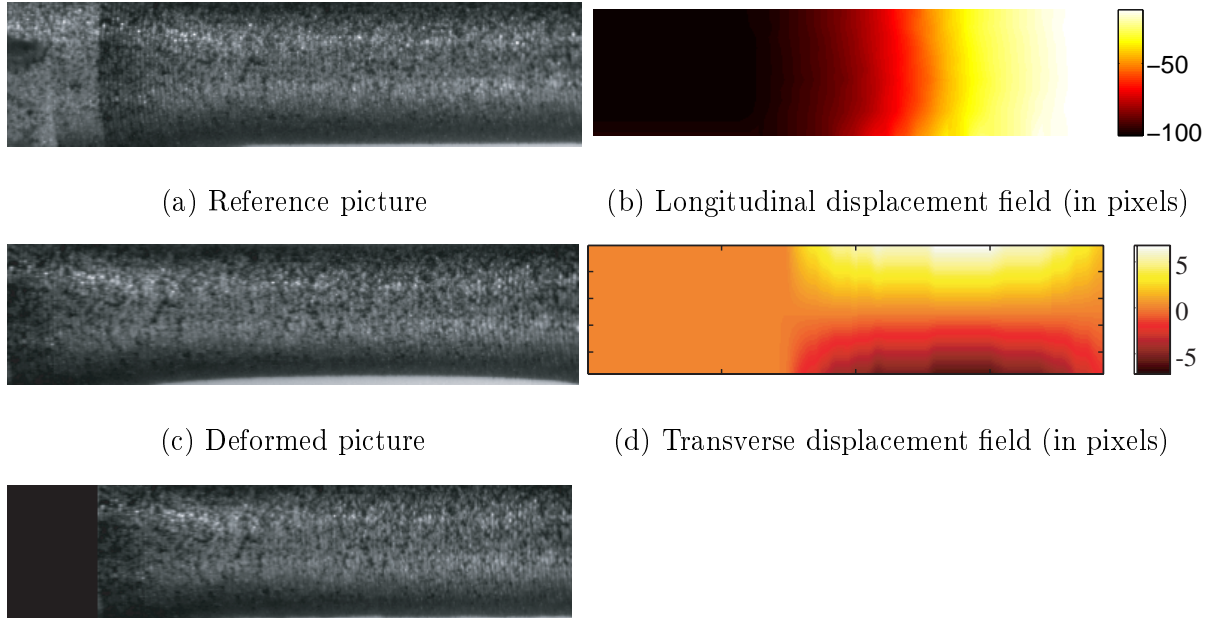 −50
−100
(a) Reference picture
(b) Longitudinal displacement field (in pixels)
5
0
-5
(c) Deformed picture
(d) Transverse displacement field (in pixels)